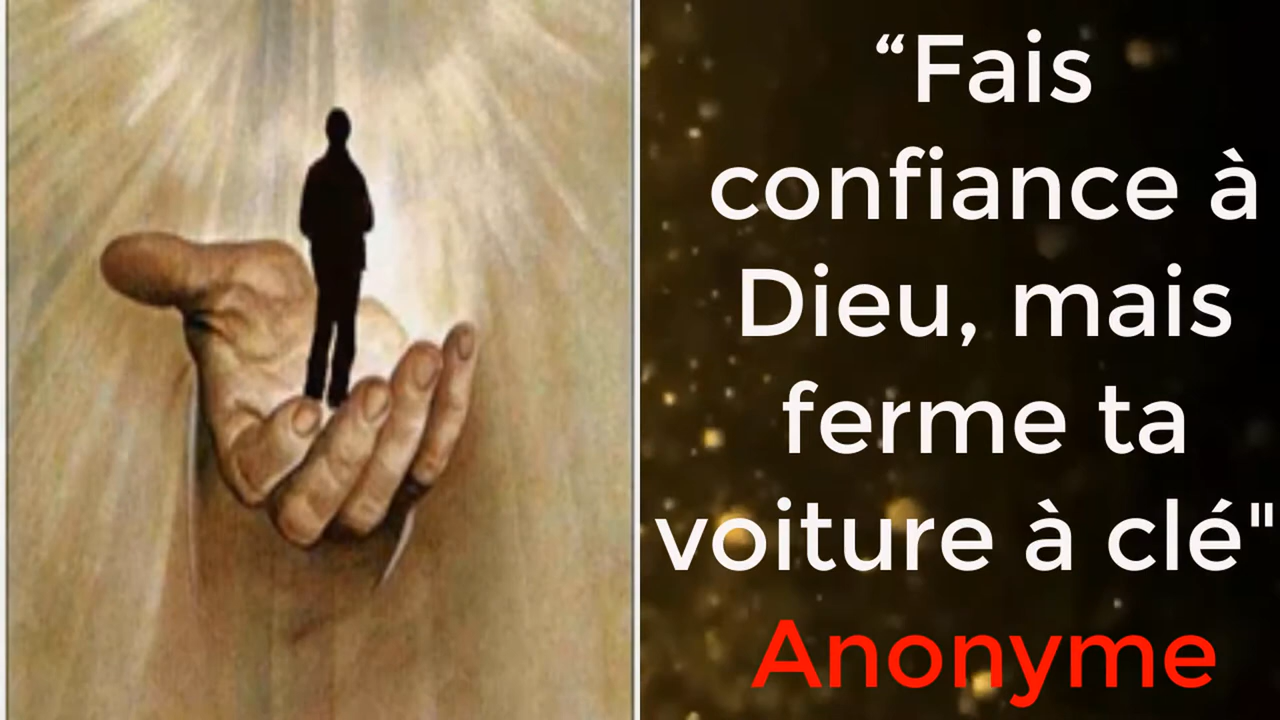 “Fais
confiance à
Dieu, mais
ferme ta
voiture à clé"
Anonyme